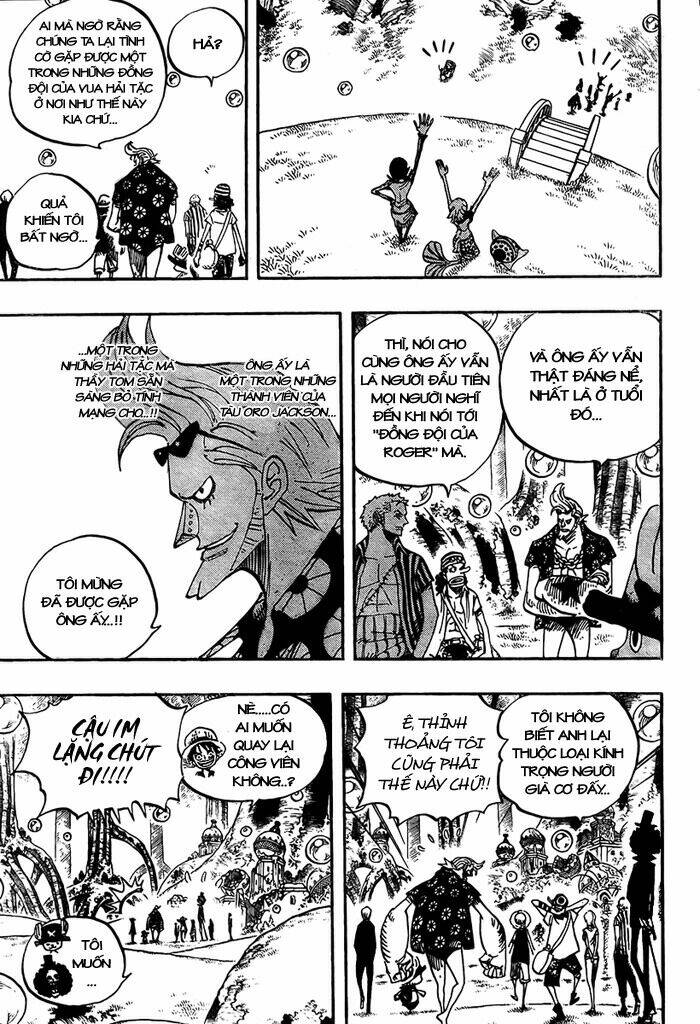 HẢ?
AI MÀ NGỜ RẰNG
CHÚNG TA LẠI TÌNH
CỜ GẶP ĐƯỢC MỘT
TRONG NHỮNG ĐỒNG
ĐỘI CỦA VUA HẢI TẶC
Ở NƠI NHƯ THẾ NÀY
KIA CHỨ...
QUẢ
KHIẾN TÔI
BẤT NGỜ...
VÀ ÔNG ẤY VẪN
THẬT ĐÁNG NỂ,
NHẤT LÀ Ở TUỔI
ĐÓ...
THÌ, NÓI CHO
CÙNG ÔNG ẤY VẪN
LÀ NGƯỜI ĐẦU TIÊN
MỌI NGƯỜI NGHĨ
ĐẾN KHI NÓI TỚI
"ĐỒNG ĐỘI CỦA
ROGER" MÀ.
ÔNG ẤY LÀ
MỘT TRONG NHỮNG
THÀNH VIÊN CỦA
TÀU ORO JACKSON...
...MỘT TRONG
NHỮNG HẢI TẶC MÀ
THẦY TOM SẴN
SÀNG BỎ TÍNH
MẠNG CHO...!!
TÔI MỪNG
ĐÃ ĐƯỢC GẶP
ÔNG ẤY..!!
TÔI KHÔNG
BIẾT ANH LẠI
THUỘC LOẠI KÍNH
TRỌNG NGƯỜI
GIÀ CƠ ĐẤY.
Ê, THỈNH
THOẢNG TÔI
CŨNG PHẢI
THẾ NÀY CHỨ!!
NÈ.....CÓ
AI MUỐN
QUAY LẠI
CÔNG VIÊN
KHÔNG..?
CẬU IM
LẶNG CHÚT
ĐI!!!!
TÔI
MUỐN
...